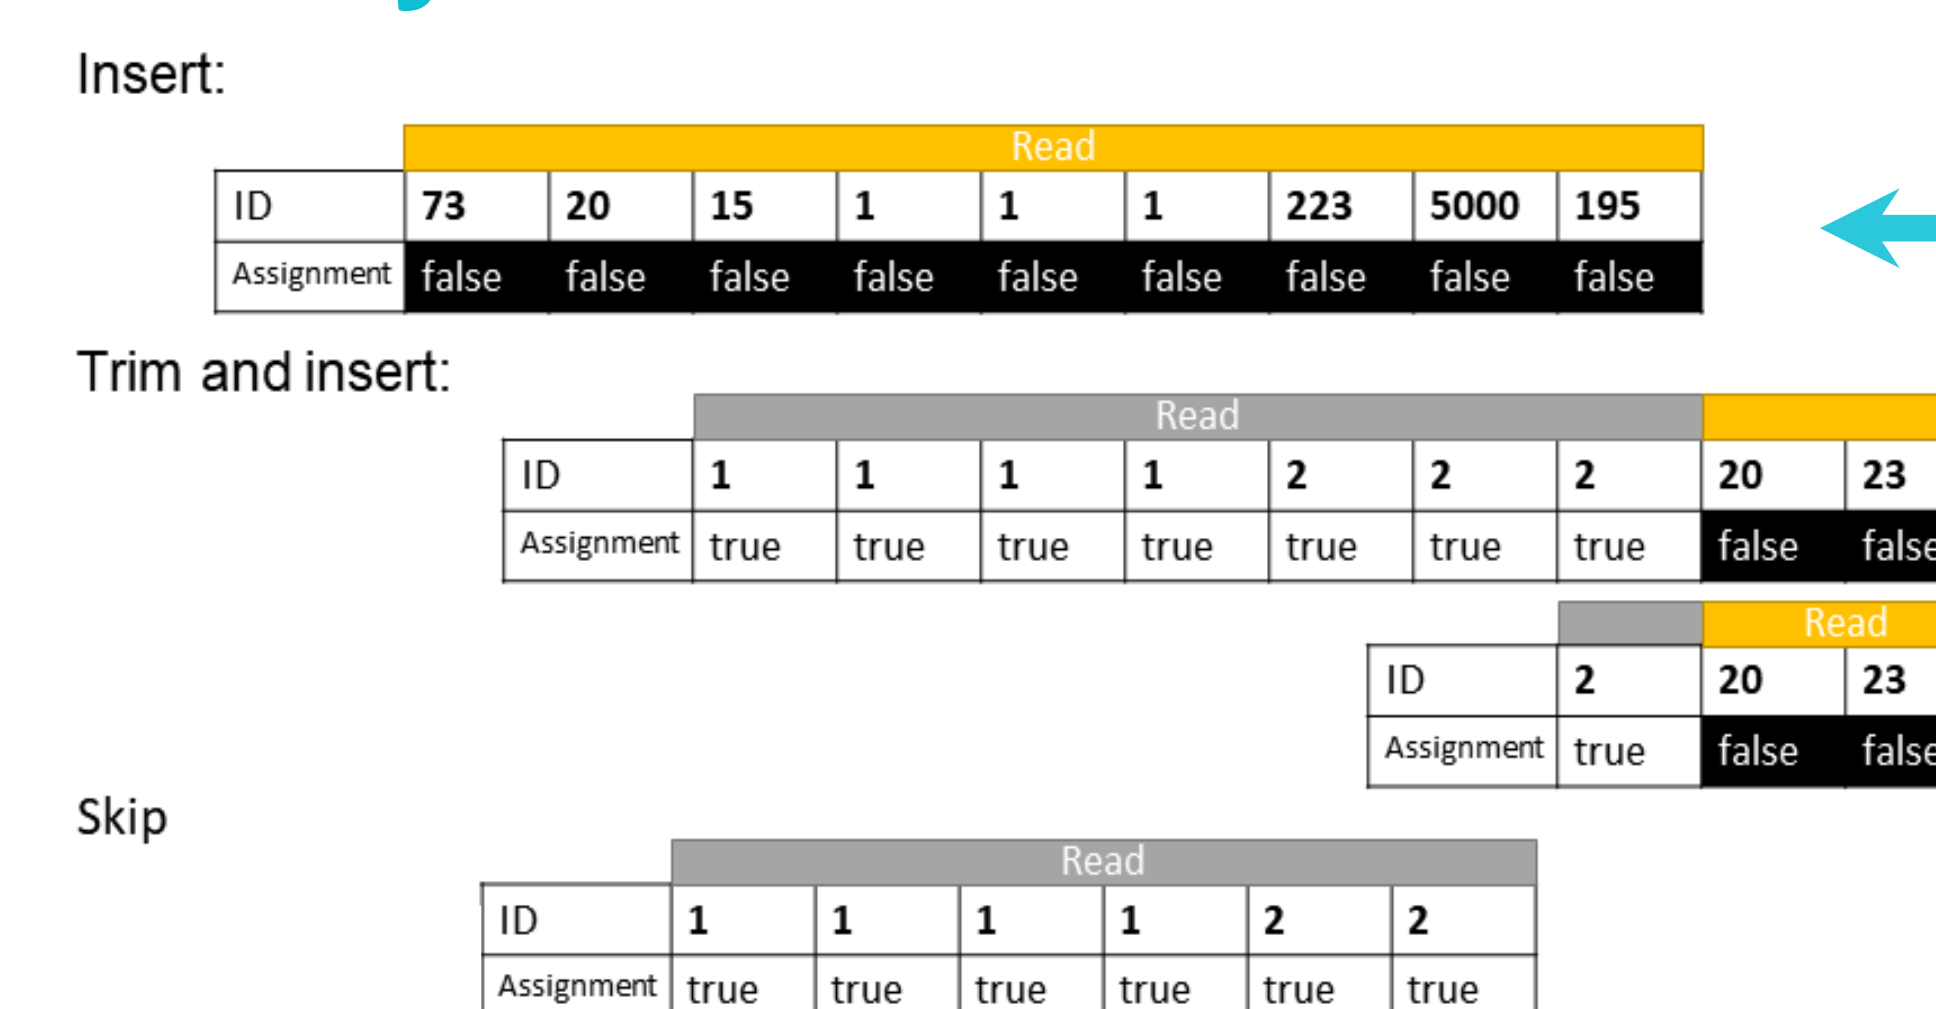 Insert:
Read
ID 73 20 15 1 1 1 223 5000 195
Assignment false false false false false false false false false
Trim and insert:
Read
ID 1 1 1 1 2 2 2 20 23
Assignment true true true true true true true false false
Read
ID 2 20 23
Assignment true false false
Skip
Read
ID 1 1 1 1 2 2
Assignment true true true true true true